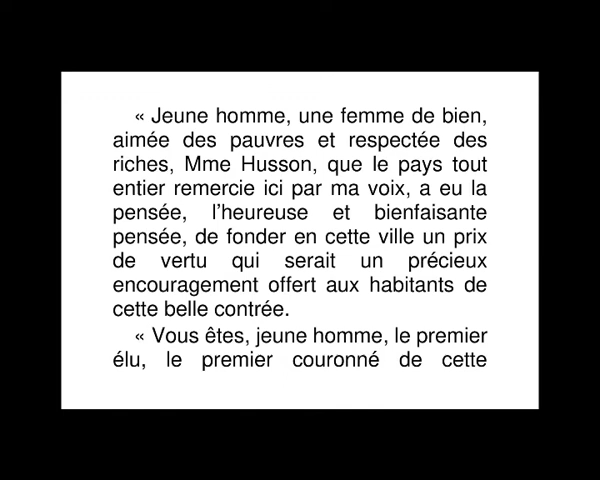 « Jeune homme, une femme de bien,
aimée des pauvres et respectée des
riches, Mme Husson, que le pays tout
entier remercie ici par ma voix, a eu la
pensée, l’heureuse et bienfaisante
pensée, de fonder en cette ville un prix
de vertu qui serait un précieux
encouragement offert aux habitants de
cette belle contrée.
« Vous êtes, jeune homme, le premier
élu, le premier couronné de cette